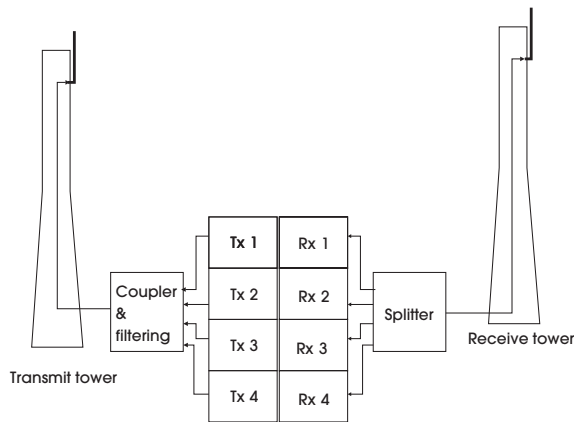 Tx 1
Rx 1
Coupler
&
filtering
Tx 2
Rx 2
Splitter
Tx 3
Rx 3
Receive tower
Transmit tower
Tx 4
Rx 4